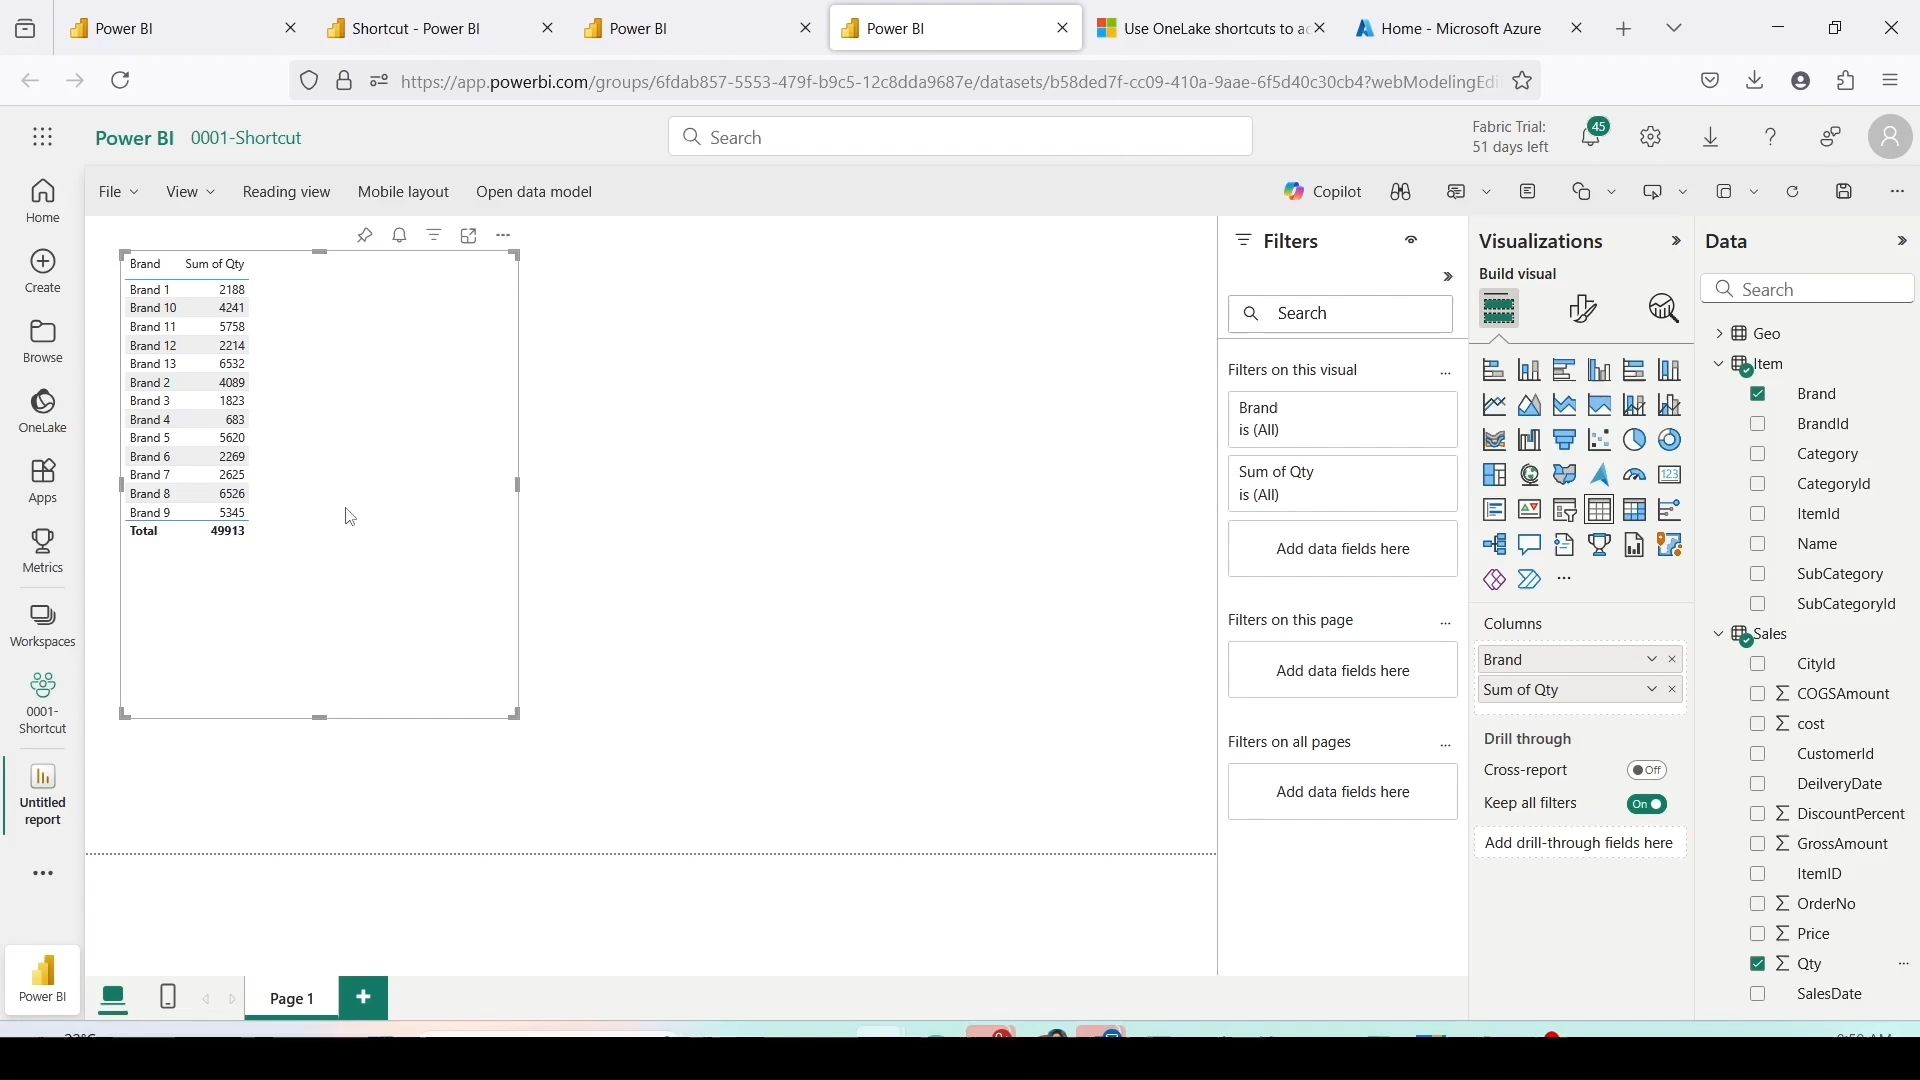 Power BI
Shortcut - Power BI
Power BI
Power BI
Use OneLake shortcuts to ac
Home - Microsoft Azure
https://app.powerbi.com/groups/6fdab857-5553-479f-b9c5-12c8dda9687e/datasets/b58ded7f-cc09-410a-9aae-6f5d40c30cb4?webModelingEdi
Power BI 0001-Shortcut
Search
Fabric Trial:
51 days left
45
File
View
Reading view
Mobile layout
Open data model
Copilot
Home
Create
Browse
OneLake
Apps
Metrics
Workspaces
0001-
Shortcut
Untitled
report
Power BI
Brand Sum of Qty
Brand 1 2188
Brand 10 4241
Brand 11 5758
Brand 12 2214
Brand 13 6532
Brand 2 4089
Brand 3 1823
Brand 4 683
Brand 5 5620
Brand 6 2269
Brand 7 2625
Brand 8 6526
Brand 9 5345
Total 49913
Page 1
Filters
Search
Filters on this visual
Brand
is (All)
Sum of Qty
is (All)
Add data fields here
Filters on this page
Add data fields here
Filters on all pages
Add data fields here
Visualizations
Build visual
123
Columns
Brand
Sum of Qty
Drill through
Cross-report
Off
Keep all filters
On
Add drill-through fields here
Data
Search
Geo
Item
Brand
BrandId
Category
CategoryId
ItemId
Name
SubCategory
SubCategoryId
Sales
CityId
COGSAmount
cost
CustomerId
DeilveryDate
DiscountPercent
GrossAmount
ItemID
OrderNo
Price
Qty
SalesDate